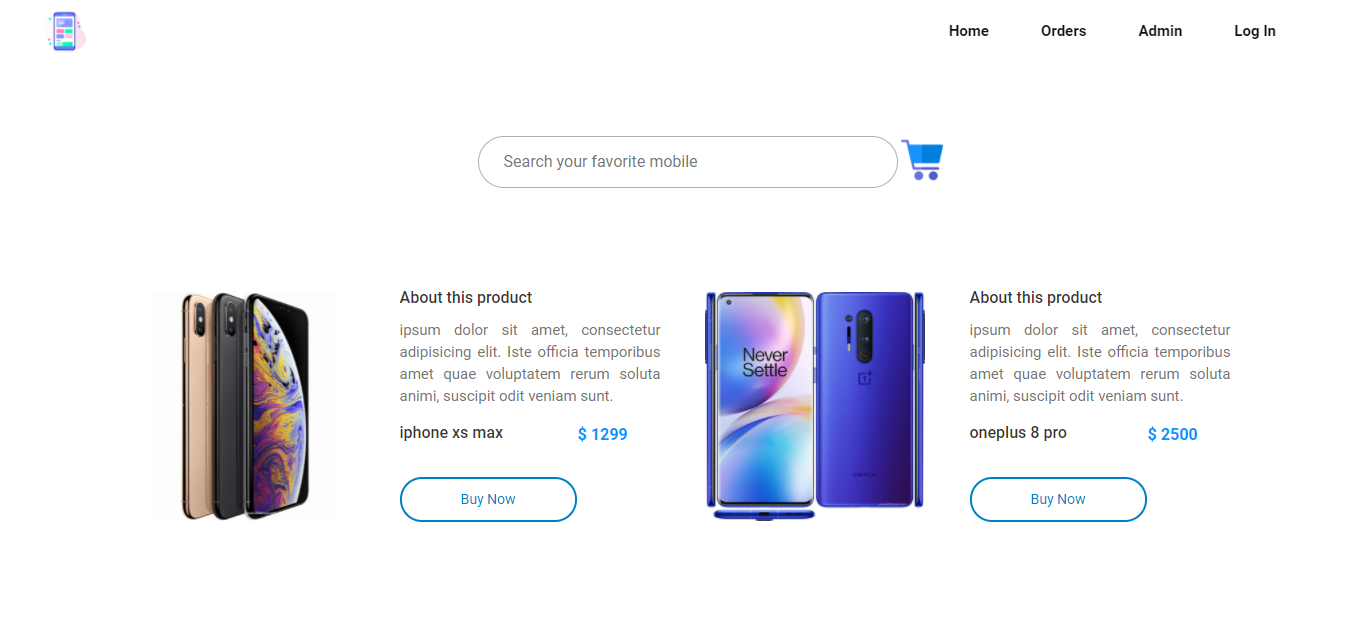 Home Orders Admin Log In
Search your favorite mobile
About this product
ipsum dolor sit amet, consectetur
adipisicing elit. Iste officia temporibus
amet quae voluptatem rerum soluta
animi, suscipit odit veniam sunt.
iphone xs max $ 1299
Buy Now
Never
Settle
About this product
ipsum dolor sit amet, consectetur
adipisicing elit. Iste officia temporibus
amet quae voluptatem rerum soluta
animi, suscipit odit veniam sunt.
oneplus 8 pro $ 2500
Buy Now